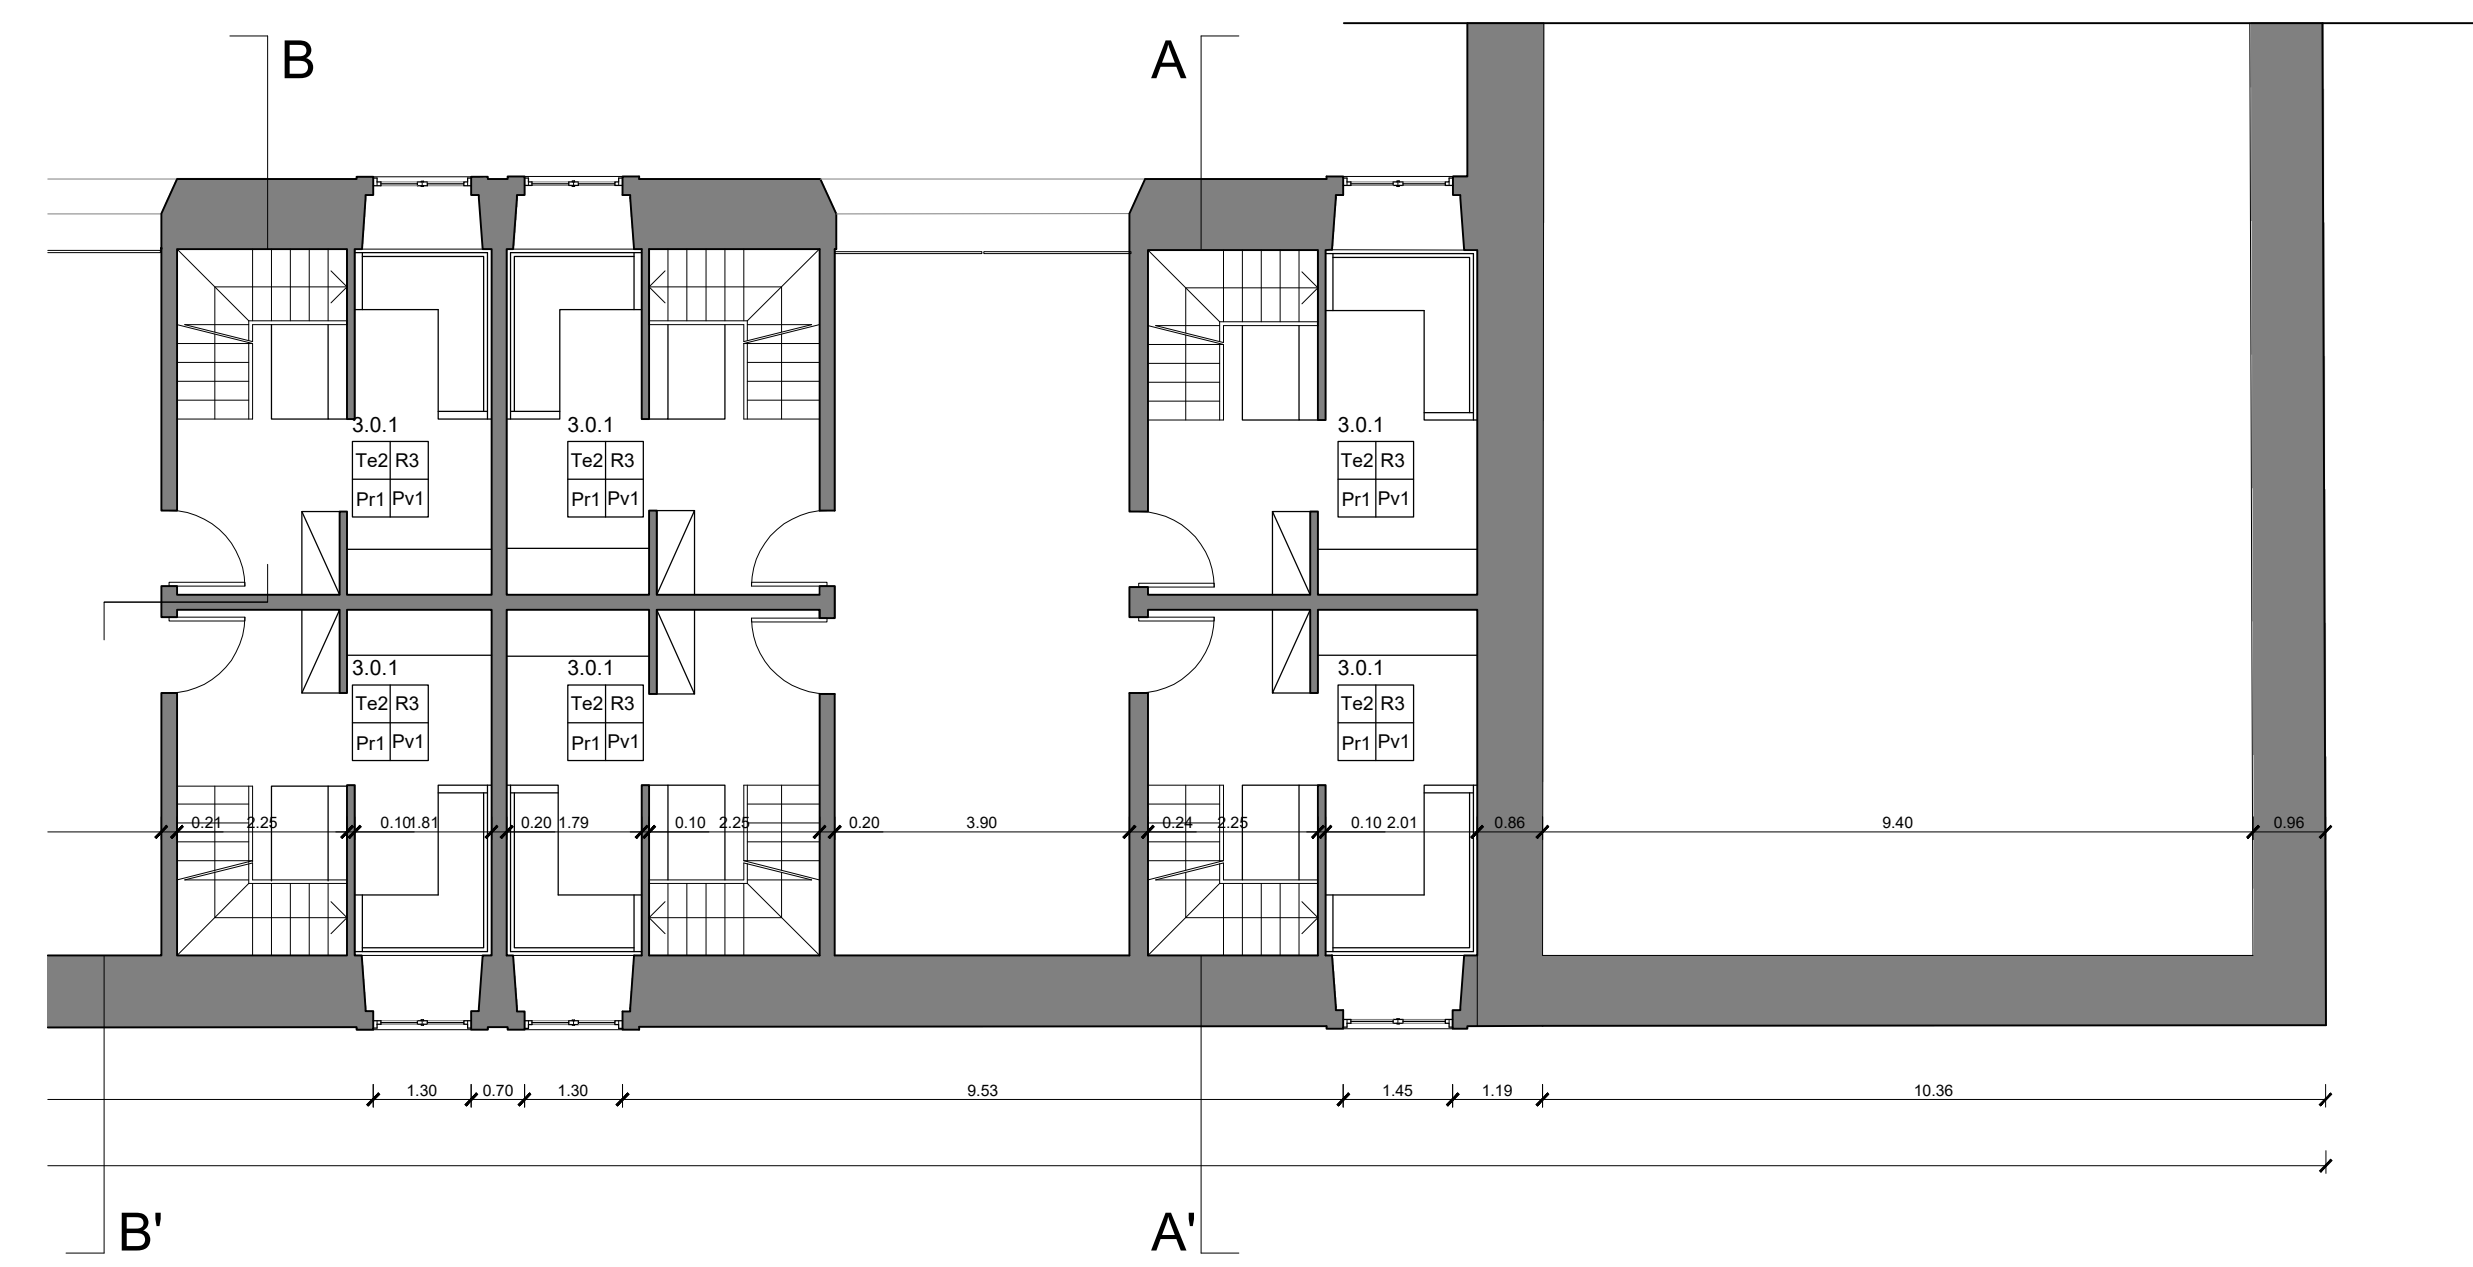 B A
3.0.1 3.0.1 3.0.1
Te2 R3 Te2 R3 Te2 R3
Pr1 Pv1 Pr1 Pv1 Pr1 Pv1
3.0.1 3.0.1 3.0.1
Te2 R3 Te2 R3 Te2 R3
Pr1 Pv1 Pr1 Pv1 Pr1 Pv1
0.21 2.25 0.10 1.81 0.20 1.79 0.10 2.25 0.20 3.90 0.24 2.25 0.10 2.01 0.86 9.40 0.96
1.30 0.70 1.30 9.53 1.45 1.19 10.36
B' A'